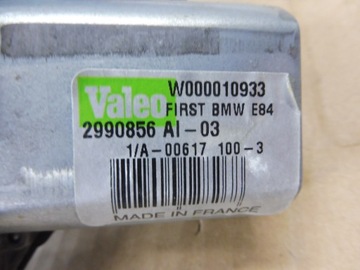 Valeo
W000010933
FIRST BMW E84
2990856 AI-03
1/A-00617 100-3
MADE IN FRANCE